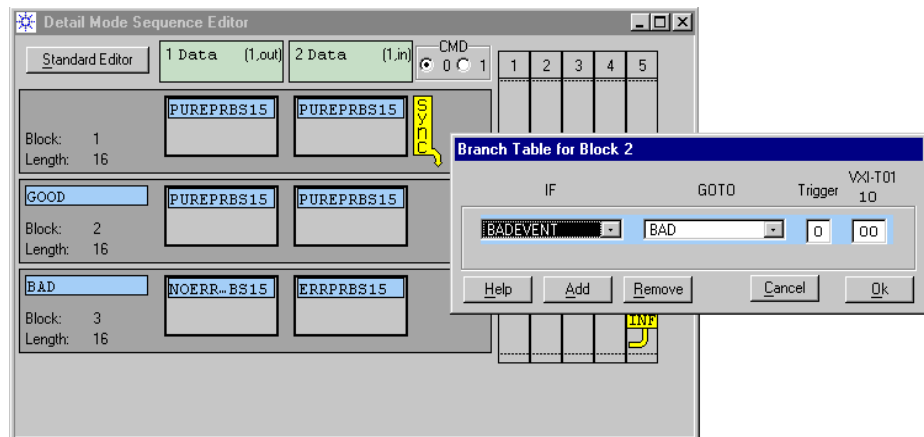 Detail Mode Sequence Editor
Standard Editor
1 Data (1,out)
2 Data (1,in)
CMD
0 1
1 2 3 4 5
PUREPRBS15
PUREPRBS15
Sync
Block: 1
Length: 16
GOOD
PUREPRBS15
PUREPRBS15
Block: 2
Length: 16
BAD
NOERR…BS15
ERRPRBS15
Block: 3
Length: 16
INF
Branch Table for Block 2
IF
GOTO
Trigger
VXI-T01
10
BADEVENT
BAD
0
00
Help
Add
Remove
Cancel
Ok